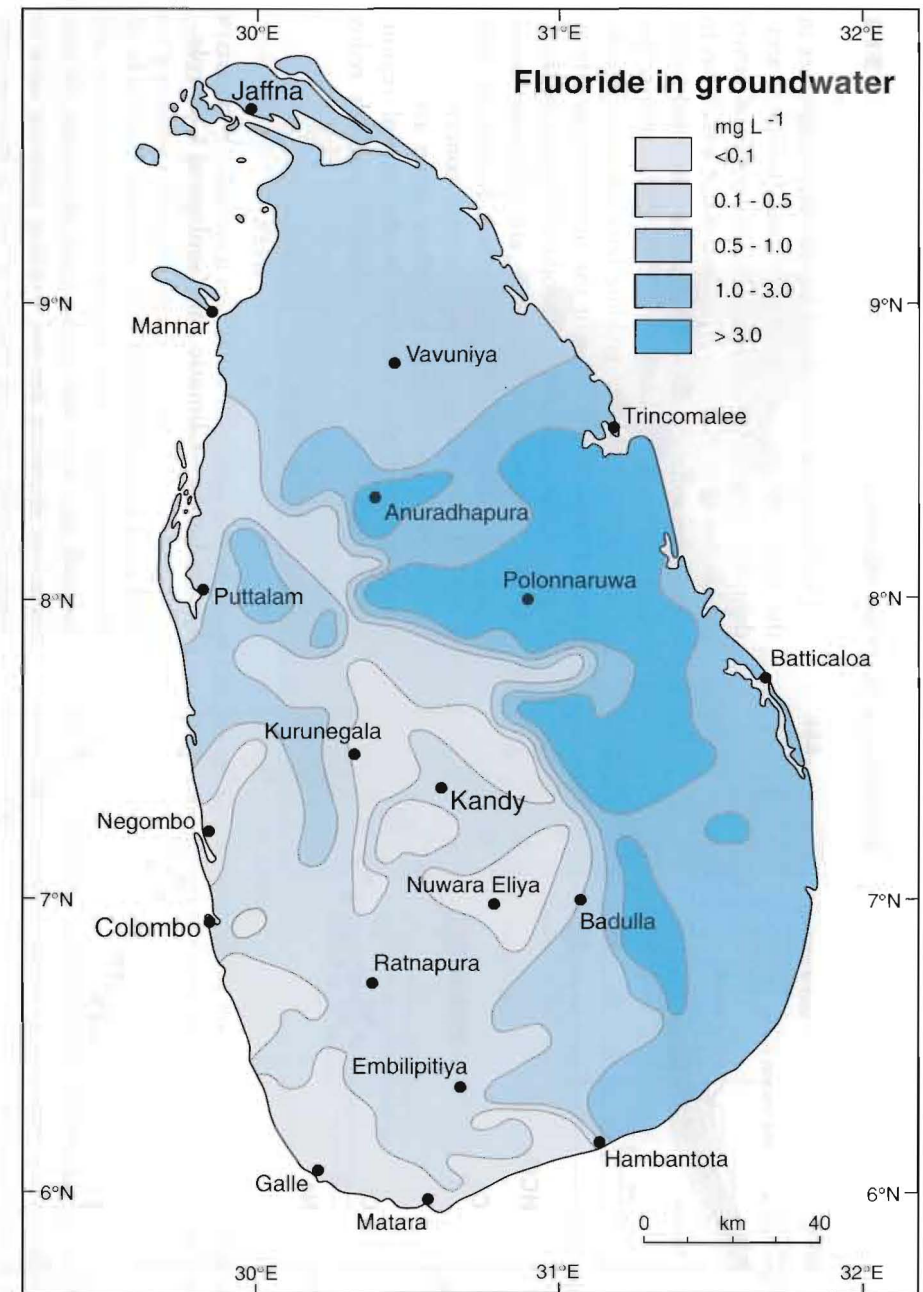 30°E
31°E
32°E
Fluoride in groundwater
mg L⁻¹
<0.1
0.1 - 0.5
0.5 - 1.0
1.0 - 3.0
> 3.0
Jaffna
9°N
9°N
Mannar
Vavuniya
Trincomalee
Anuradhapura
8°N
Puttalam
Polonnaruwa
8°N
Batticaloa
Kurunegala
Kandy
Negombo
7°N
Nuwara Eliya
7°N
Colombo
Badulla
Ratnapura
Embilipitiya
Hambantota
6°N
Galle
Matara
6°N
0 km 40
30°E
31°E
32°E